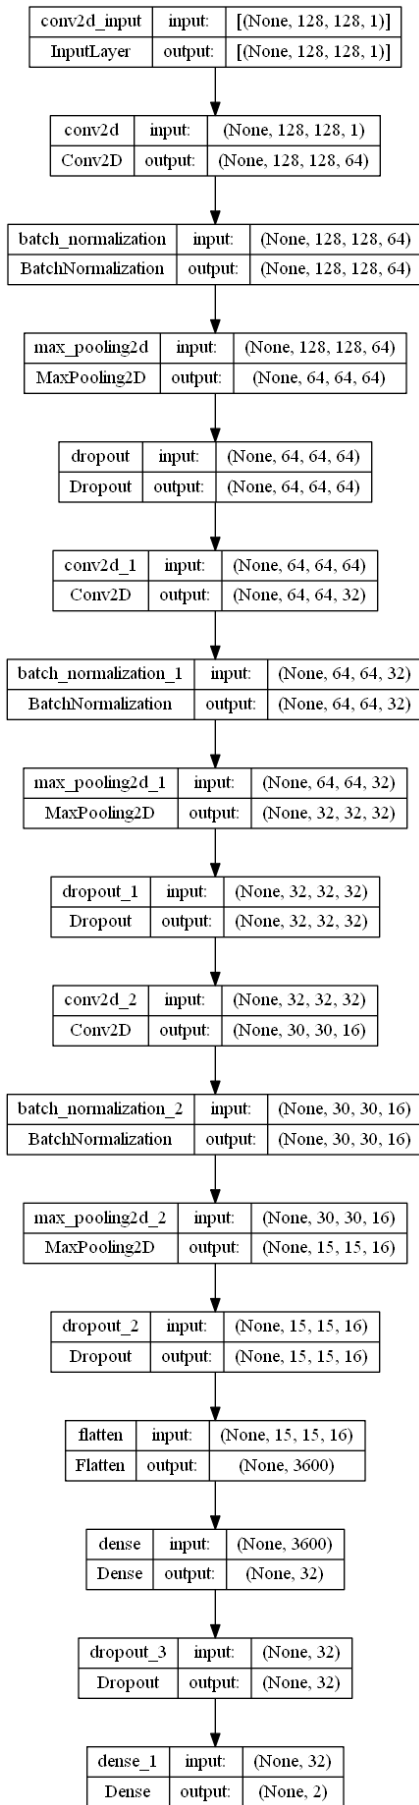 conv2d_input input: [(None, 128, 128, 1)]
InputLayer output: [(None, 128, 128, 1)]
conv2d input: (None, 128, 128, 1)
Conv2D output: (None, 128, 128, 64)
batch_normalization input: (None, 128, 128, 64)
BatchNormalization output: (None, 128, 128, 64)
max_pooling2d input: (None, 128, 128, 64)
MaxPooling2D output: (None, 64, 64, 64)
dropout input: (None, 64, 64, 64)
Dropout output: (None, 64, 64, 64)
conv2d_1 input: (None, 64, 64, 64)
Conv2D output: (None, 64, 64, 32)
batch_normalization_1 input: (None, 64, 64, 32)
BatchNormalization output: (None, 64, 64, 32)
max_pooling2d_1 input: (None, 64, 64, 32)
MaxPooling2D output: (None, 32, 32, 32)
dropout_1 input: (None, 32, 32, 32)
Dropout output: (None, 32, 32, 32)
conv2d_2 input: (None, 32, 32, 32)
Conv2D output: (None, 30, 30, 16)
batch_normalization_2 input: (None, 30, 30, 16)
BatchNormalization output: (None, 30, 30, 16)
max_pooling2d_2 input: (None, 30, 30, 16)
MaxPooling2D output: (None, 15, 15, 16)
dropout_2 input: (None, 15, 15, 16)
Dropout output: (None, 15, 15, 16)
flatten input: (None, 15, 15, 16)
Flatten output: (None, 3600)
dense input: (None, 3600)
Dense output: (None, 32)
dropout_3 input: (None, 32)
Dropout output: (None, 32)
dense_1 input: (None, 32)
Dense output: (None, 2)